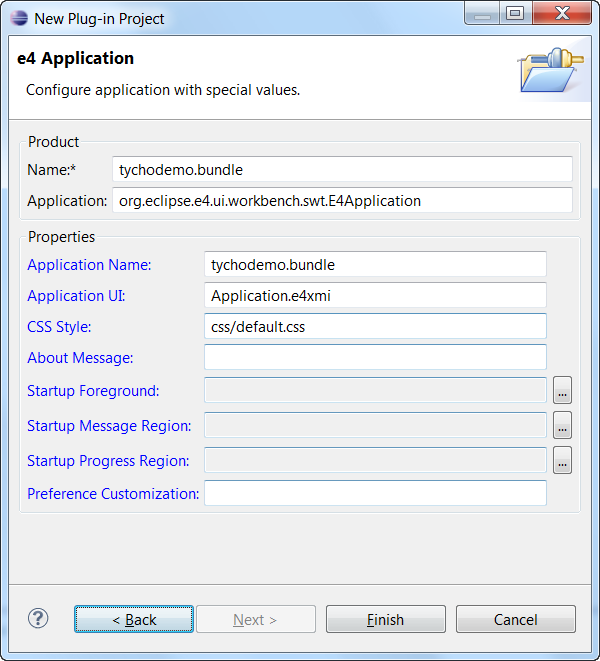 New Plug-in Project
e4 Application
Configure application with special values.
Product
Name:* tychodemo.bundle
Application: org.eclipse.e4.ui.workbench.swt.E4Application
Properties
Application Name: tychodemo.bundle
Application UI: Application.e4xmi
CSS Style: css/default.css
About Message:
Startup Foreground: ...
Startup Message Region: ...
Startup Progress Region: ...
Preference Customization:
? < Back Next > Finish Cancel